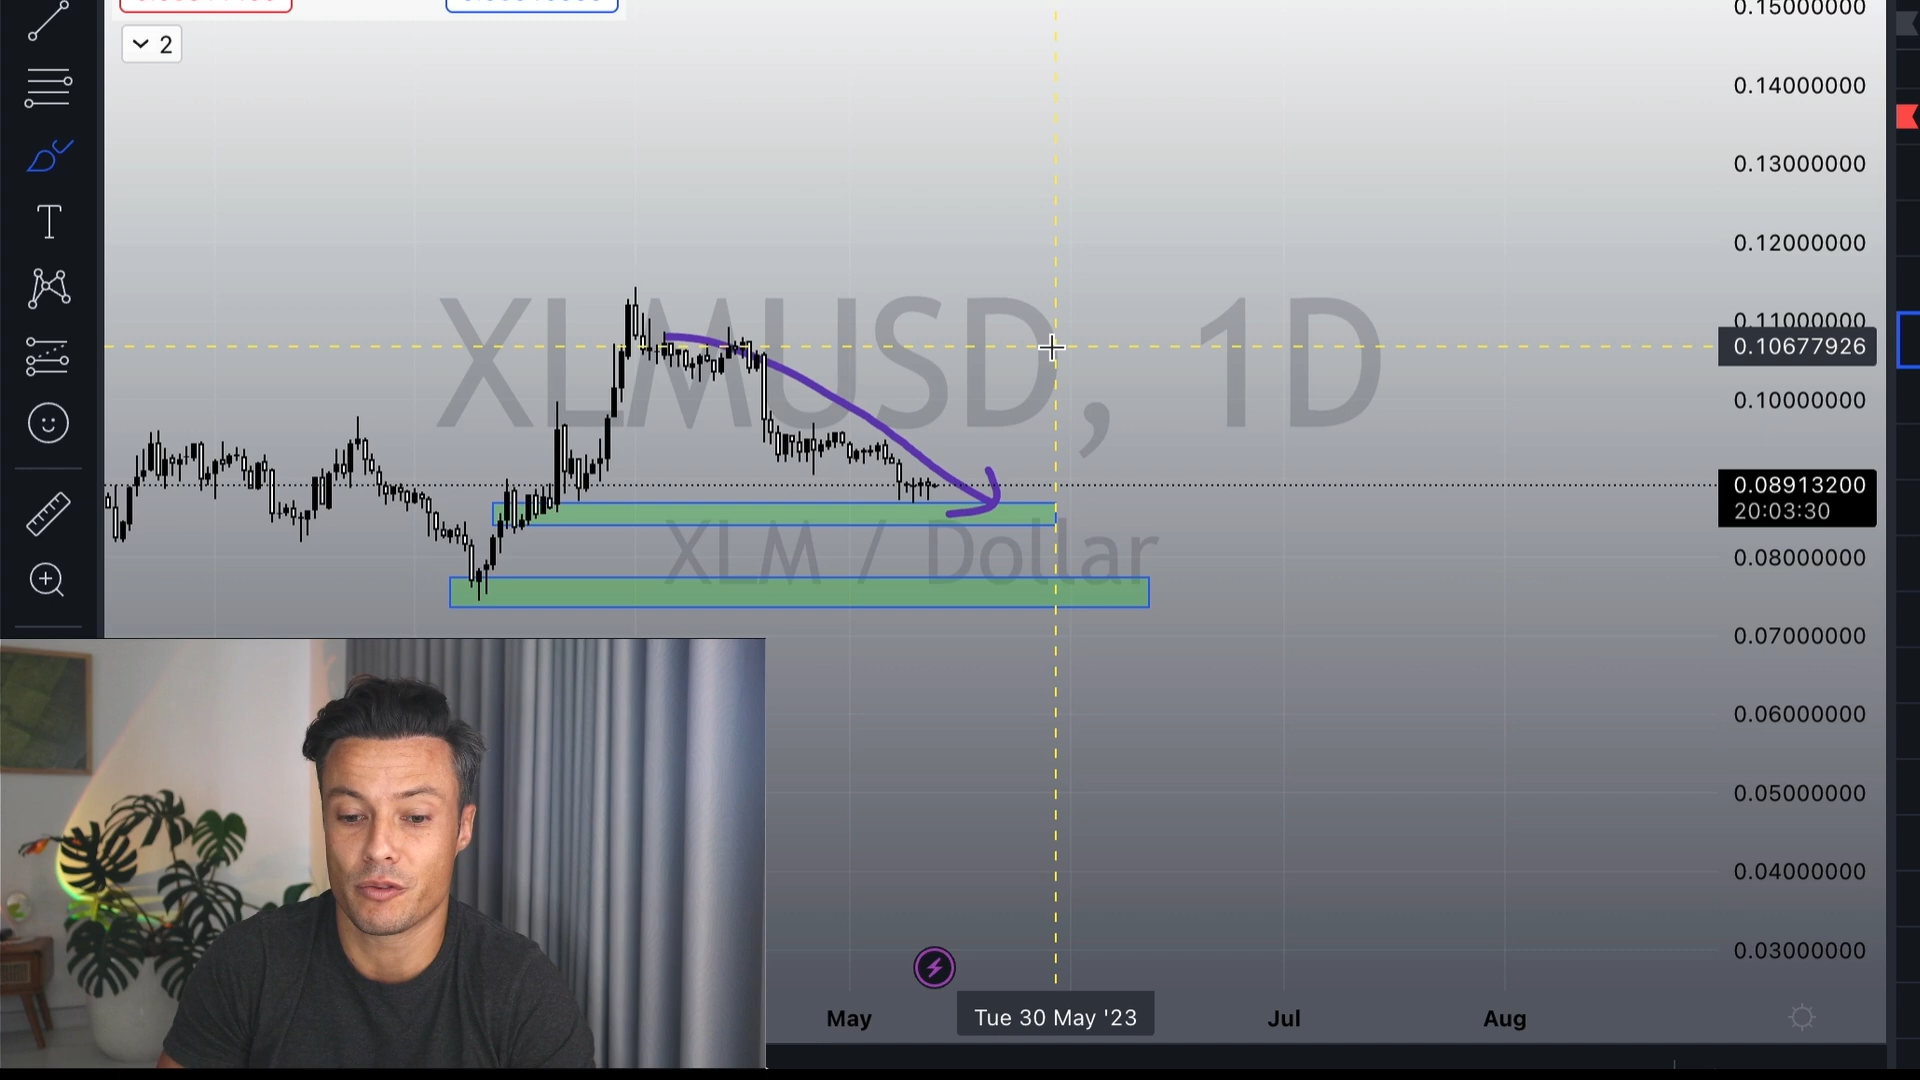 2
0.15000000
0.14000000
0.13000000
0.12000000
XLMUSD, 1D
0.11000000
0.10677926
0.10000000
0.08913200
20:03:30
XLM / Dollar
0.08000000
0.07000000
0.06000000
0.05000000
0.04000000
0.03000000
May
Tue 30 May '23
Jul
Aug